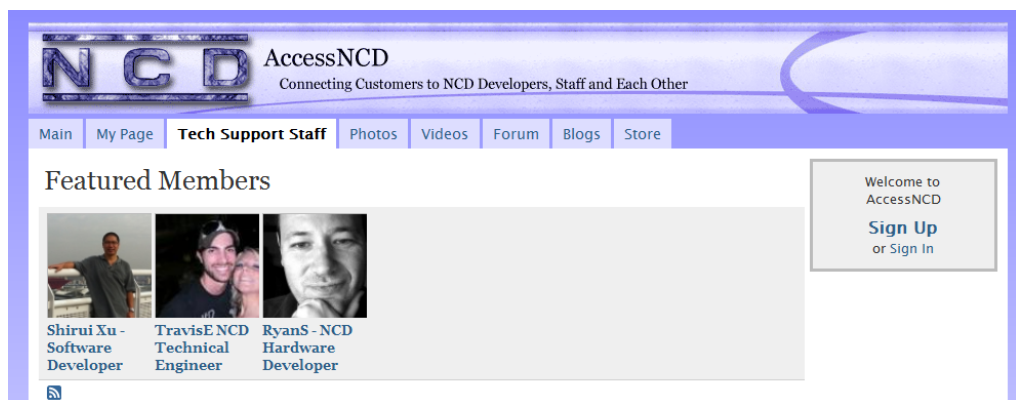 NCD
AccessNCD
Connecting Customers to NCD Developers, Staff and Each Other
Main My Page Tech Support Staff Photos Videos Forum Blogs Store
Featured Members
Welcome to
AccessNCD
Sign Up
or Sign In
Shirui Xu -
Software
Developer
TravisE NCD
Technical
Engineer
RyanS - NCD
Hardware
Developer